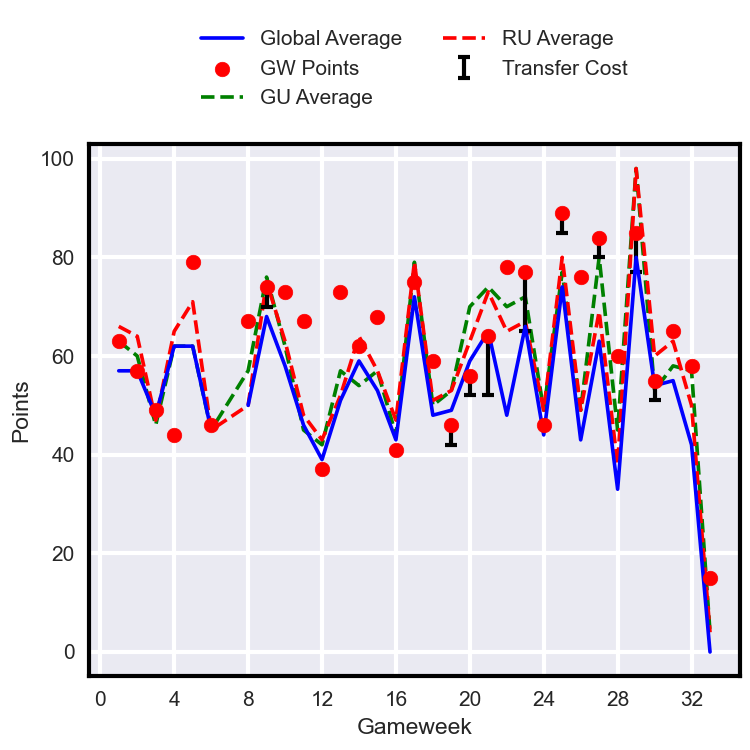 Global Average
GW Points
GU Average
RU Average
Transfer Cost
100
80
60
40
20
0
Points
0 4 8 12 16 20 24 28 32
Gameweek